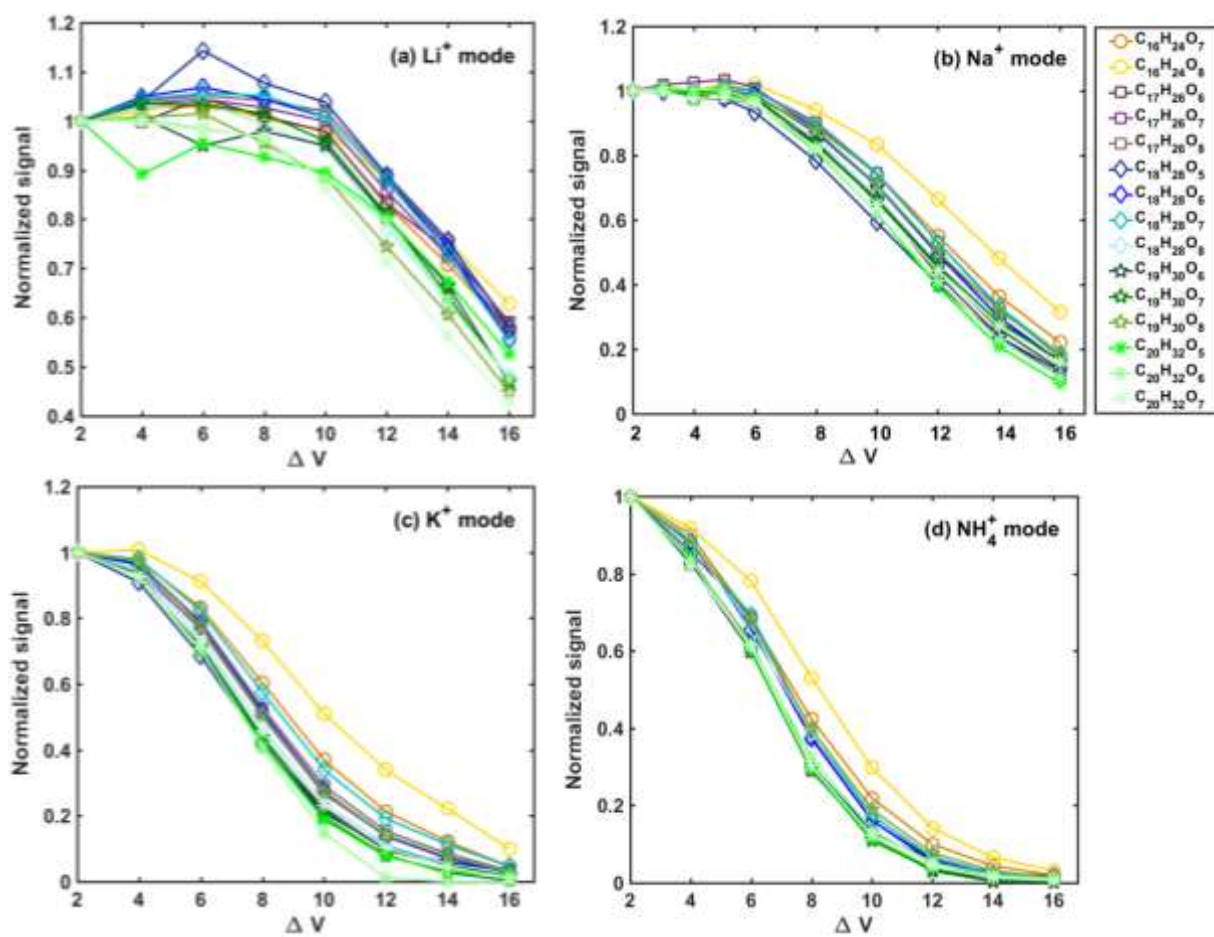 (a) Li⁺ mode
Normalized signal
1.2
1.1
1
0.9
0.8
0.7
0.6
0.5
0.4
2 4 6 8 10 12 14 16
Δ V
(b) Na⁺ mode
Normalized signal
1.2
1
0.8
0.6
0.4
0.2
0
2 4 6 8 10 12 14 16
Δ V
C₁₆H₂₄O₇
C₁₆H₂₄O₈
C₁₇H₂₆O₆
C₁₇H₂₆O₇
C₁₇H₂₆O₈
C₁₈H₂₈O₅
C₁₈H₂₈O₆
C₁₈H₂₈O₇
C₁₈H₂₈O₈
C₁₉H₃₀O₆
C₁₉H₃₀O₇
C₁₉H₃₀O₈
C₂₀H₃₂O₅
C₂₀H₃₂O₆
C₂₀H₃₂O₇
(c) K⁺ mode
Normalized signal
1.2
1
0.8
0.6
0.4
0.2
0
2 4 6 8 10 12 14 16
Δ V
(d) NH₄⁺ mode
Normalized signal
1
0.8
0.6
0.4
0.2
0
2 4 6 8 10 12 14 16
Δ V